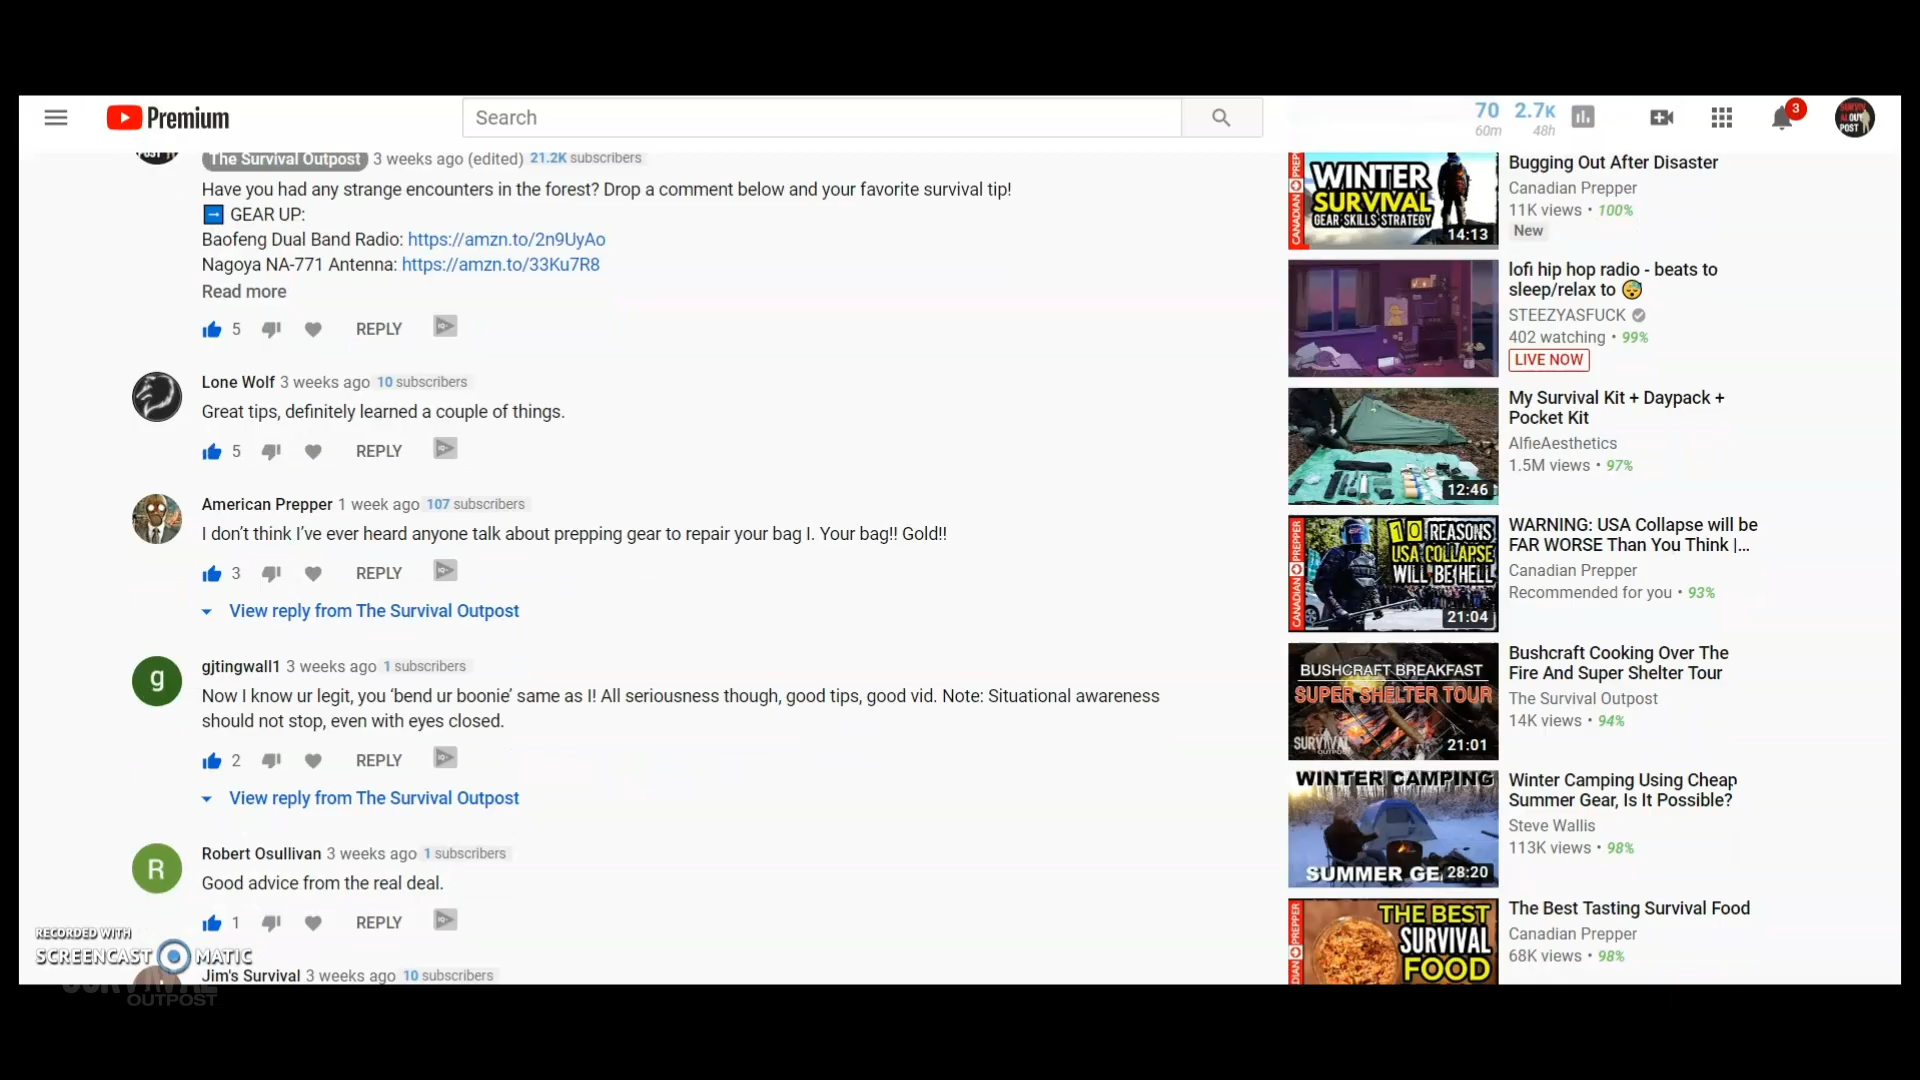 Premium
Search
70
60m
2.7K
48h
3
SURVIVAL OUTPOST
The Survival Outpost 3 weeks ago (edited) 21.2K subscribers
Have you had any strange encounters in the forest? Drop a comment below and your favorite survival tip!
GEAR UP:
Baofeng Dual Band Radio: https://amzn.to/2n9UyAo
Nagoya NA-771 Antenna: https://amzn.to/33Ku7R8
Read more
5 REPLY
Lone Wolf 3 weeks ago 10 subscribers
Great tips, definitely learned a couple of things.
5 REPLY
American Prepper 1 week ago 107 subscribers
I don’t think I’ve ever heard anyone talk about prepping gear to repair your bag I. Your bag!! Gold!!
3 REPLY
View reply from The Survival Outpost
g
gjtingwall1 3 weeks ago 1 subscribers
Now I know ur legit, you ‘bend ur boonie’ same as I! All seriousness though, good tips, good vid. Note: Situational awareness
should not stop, even with eyes closed.
2 REPLY
View reply from The Survival Outpost
R
Robert Osullivan 3 weeks ago 1 subscribers
Good advice from the real deal.
1 REPLY
Jim's Survival 3 weeks ago 10 subscribers
RECORDED WITH
SCREENCAST MATIC
SURVIVAL
OUTPOST
CANADIAN PREP
WINTER
SURVIVAL
GEAR SKILLS STRATEGY
14:13
Bugging Out After Disaster
Canadian Prepper
11K views • 100%
New
lofi hip hop radio - beats to
sleep/relax to 😴
STEEZYASFUCK
402 watching • 99%
LIVE NOW
12:46
My Survival Kit + Daypack +
Pocket Kit
AlfieAesthetics
1.5M views • 97%
CANADIAN PREPPER
10 REASONS
USA COLLAPSE
WILL BE HELL
21:04
WARNING: USA Collapse will be
FAR WORSE Than You Think |...
Canadian Prepper
Recommended for you • 93%
BUSHCRAFT BREAKFAST
SUPER SHELTER TOUR
SURVIVAL
OUTPOST
21:01
Bushcraft Cooking Over The
Fire And Super Shelter Tour
The Survival Outpost
14K views • 94%
WINTER CAMPING
SUMMER GE
28:20
Winter Camping Using Cheap
Summer Gear, Is It Possible?
Steve Wallis
113K views • 98%
DIAN PREPPER
THE BEST
SURVIVAL
FOOD
The Best Tasting Survival Food
Canadian Prepper
68K views • 98%